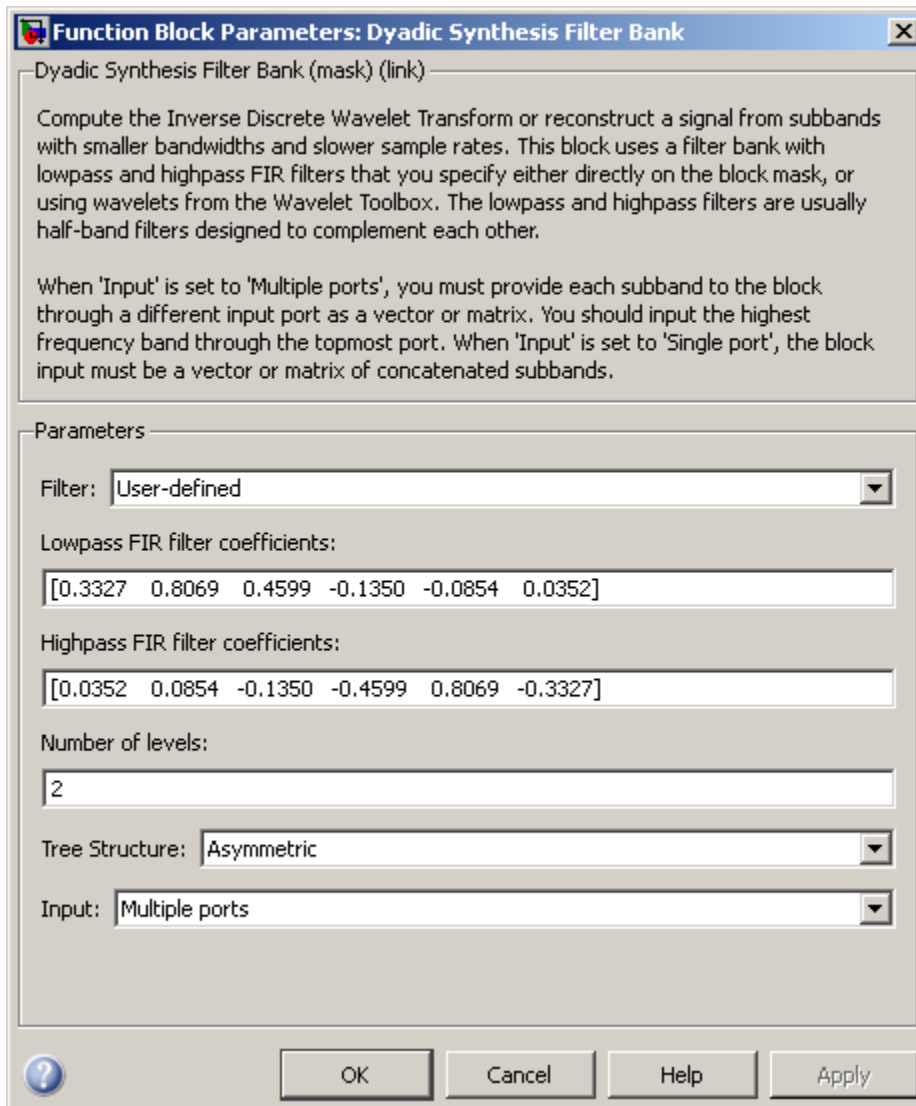 Function Block Parameters: Dyadic Synthesis Filter Bank
Dyadic Synthesis Filter Bank (mask) (link)
Compute the Inverse Discrete Wavelet Transform or reconstruct a signal from subbands
with smaller bandwidths and slower sample rates. This block uses a filter bank with
lowpass and highpass FIR filters that you specify either directly on the block mask, or
using wavelets from the Wavelet Toolbox. The lowpass and highpass filters are usually
half-band filters designed to complement each other.
When 'Input' is set to 'Multiple ports', you must provide each subband to the block
through a different input port as a vector or matrix. You should input the highest
frequency band through the topmost port. When 'Input' is set to 'Single port', the block
input must be a vector or matrix of concatenated subbands.
Parameters
Filter: User-defined
Lowpass FIR filter coefficients:
[0.3327 0.8069 0.4599 -0.1350 -0.0854 0.0352]
Highpass FIR filter coefficients:
[0.0352 0.0854 -0.1350 -0.4599 0.8069 -0.3327]
Number of levels:
2
Tree Structure: Asymmetric
Input: Multiple ports
? OK Cancel Help Apply